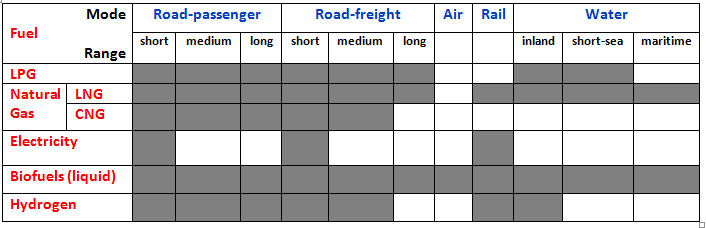 Mode Road-passenger Road-freight Air Rail Water
Fuel
short medium long short medium long inland short-sea maritime
Range
LPG
Natural LNG
Gas CNG
Electricity
Biofuels (liquid)
Hydrogen